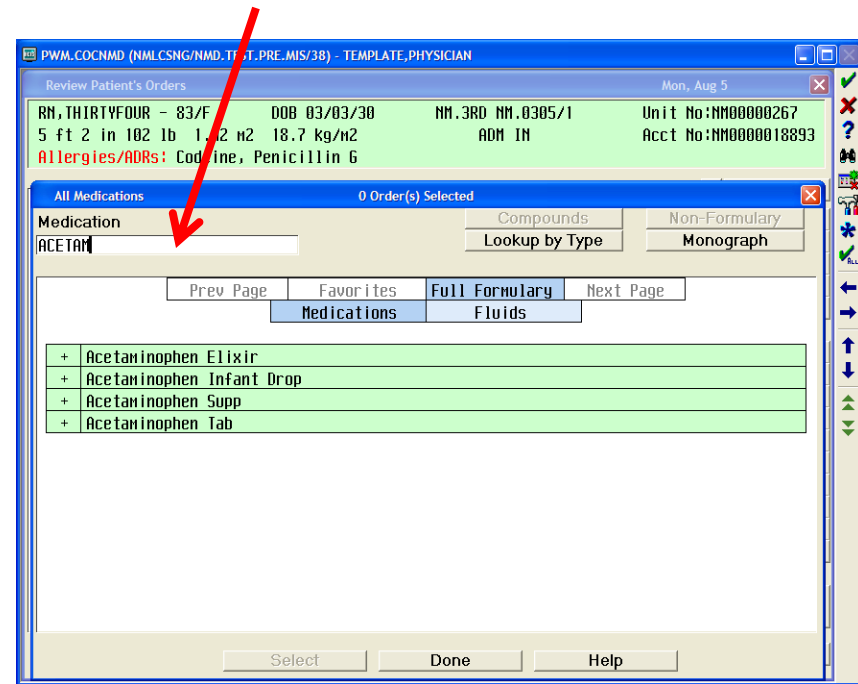 PWM.COCNMD (NMLCSNG/NMD.TEST.PRE.MIS/38) - TEMPLATE,PHYSICIAN
Review Patient's Orders Mon, Aug 5
RN,THIRTYFOUR - 83/F DOB 03/03/30 NM.3RD NM.0305/1 Unit No:NM00000267
5 ft 2 in 102 lb M2 18.7 Kg/M2 ADM IN Acct No:NM0000018893
Allergies/ADRs: Codeine, Penicillin G
All Medications 0 Order(s) Selected
Medication Compounds Non-Formulary
ACETAM Lookup by Type Monograph
Prev Page Favorites Full Formulary Next Page
Medications Fluids
+ Acetaminophen Elixir
+ Acetaminophen Infant Drop
+ Acetaminophen Supp
+ Acetaminophen Tab
Select Done Help
ALL